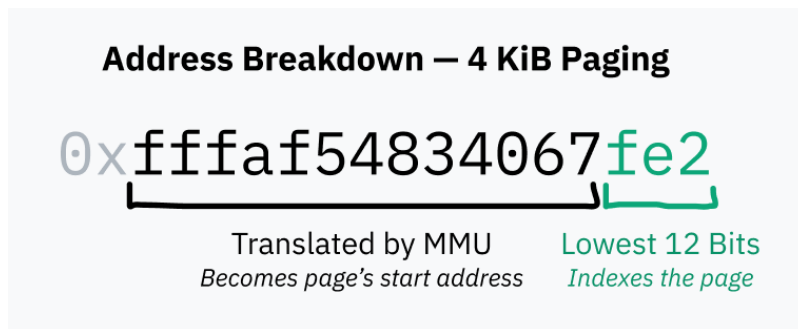 Address Breakdown — 4 KiB Paging
0xfffaf54834067fe2
Translated by MMU
Becomes page’s start address
Lowest 12 Bits
Indexes the page